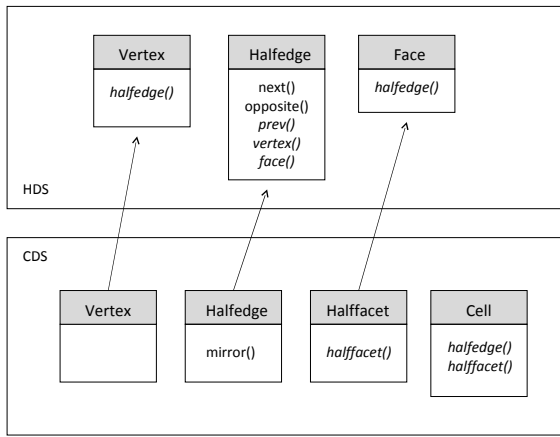 Vertex
halfedge()
Halfedge
next()
opposite()
prev()
vertex()
face()
Face
halfedge()
HDS
CDS
Vertex
Halfedge
mirror()
Halffacet
halffacet()
Cell
halfedge()
halffacet()